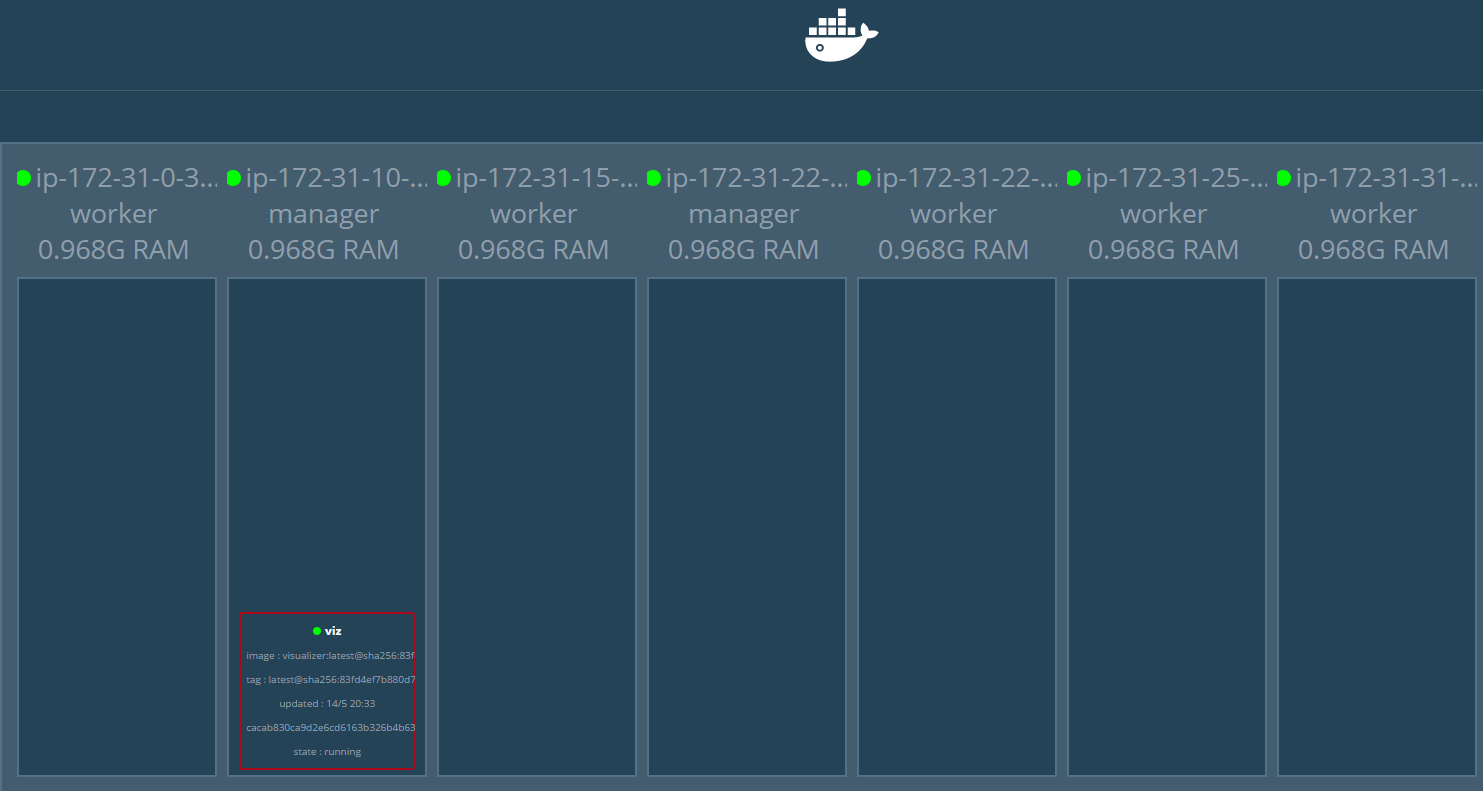 ip-172-31-0-3...
worker
0.968G RAM
ip-172-31-10-...
manager
0.968G RAM
viz
image : visualizer:latest@sha256:83f
tag : latest@sha256:83fd4ef7b880d7
updated : 14/5 20:33
cacab830ca9d2e6cd6163b326b4b63
state : running
ip-172-31-15-...
worker
0.968G RAM
ip-172-31-22-...
manager
0.968G RAM
ip-172-31-22-...
worker
0.968G RAM
ip-172-31-25-...
worker
0.968G RAM
ip-172-31-31-...
worker
0.968G RAM